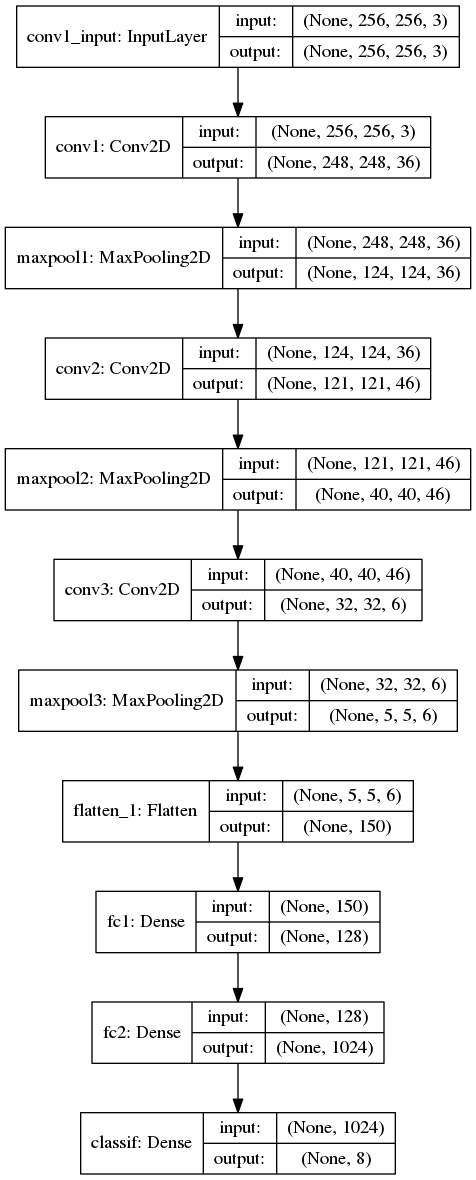 conv1_input: InputLayer
input: (None, 256, 256, 3)
output: (None, 256, 256, 3)
conv1: Conv2D
input: (None, 256, 256, 3)
output: (None, 248, 248, 36)
maxpool1: MaxPooling2D
input: (None, 248, 248, 36)
output: (None, 124, 124, 36)
conv2: Conv2D
input: (None, 124, 124, 36)
output: (None, 121, 121, 46)
maxpool2: MaxPooling2D
input: (None, 121, 121, 46)
output: (None, 40, 40, 46)
conv3: Conv2D
input: (None, 40, 40, 46)
output: (None, 32, 32, 6)
maxpool3: MaxPooling2D
input: (None, 32, 32, 6)
output: (None, 5, 5, 6)
flatten_1: Flatten
input: (None, 5, 5, 6)
output: (None, 150)
fc1: Dense
input: (None, 150)
output: (None, 128)
fc2: Dense
input: (None, 128)
output: (None, 1024)
classif: Dense
input: (None, 1024)
output: (None, 8)